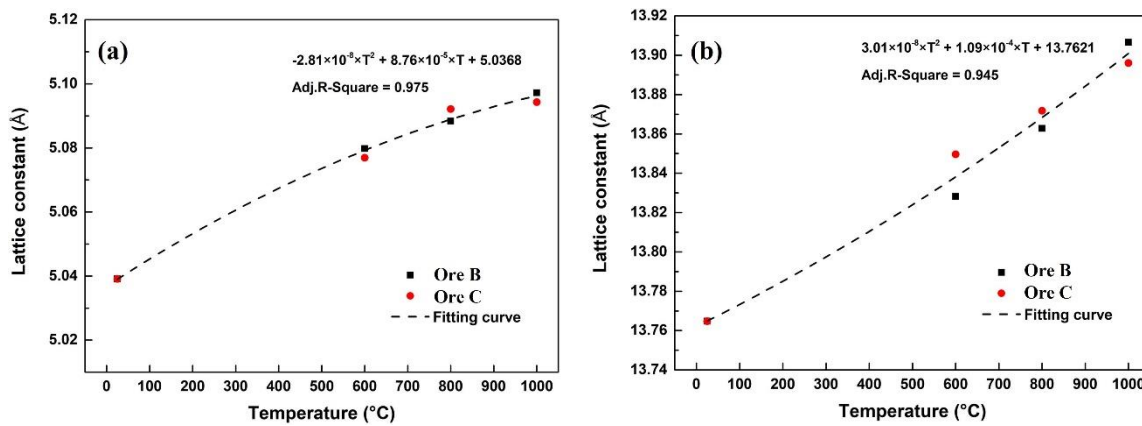 5.12
5.10
5.08
5.06
5.04
5.02
Lattice constant (Å)
(a)
-2.81×10⁻⁸×T² + 8.76×10⁻⁵×T + 5.0368
Adj.R-Square = 0.975
Ore B
Ore C
Fitting curve
0 100 200 300 400 500 600 700 800 900 1000
Temperature (°C)
13.92
13.90
13.88
13.86
13.84
13.82
13.80
13.78
13.76
13.74
Lattice constant (Å)
(b)
3.01×10⁻⁸×T² + 1.09×10⁻⁴×T + 13.7621
Adj.R-Square = 0.945
Ore B
Ore C
Fitting curve
0 100 200 300 400 500 600 700 800 900 1000
Temperature (°C)